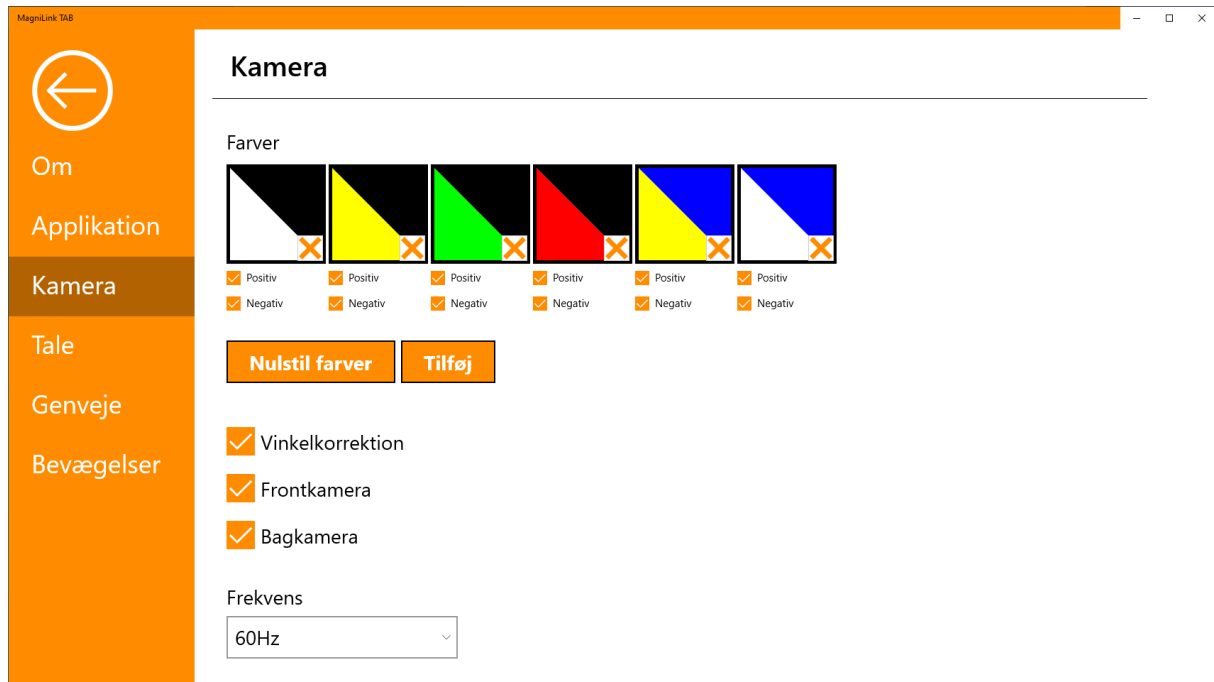 MagniLink TAB
Kamera
Om
Applikation
Kamera
Tale
Genveje
Bevægelser
Farver
Positiv Positiv Positiv Positiv Positiv Positiv
Negativ Negativ Negativ Negativ Negativ Negativ
Nulstil farver Tilføj
Vinkelkorrektion
Frontkamera
Bagkamera
Frekvens
60Hz